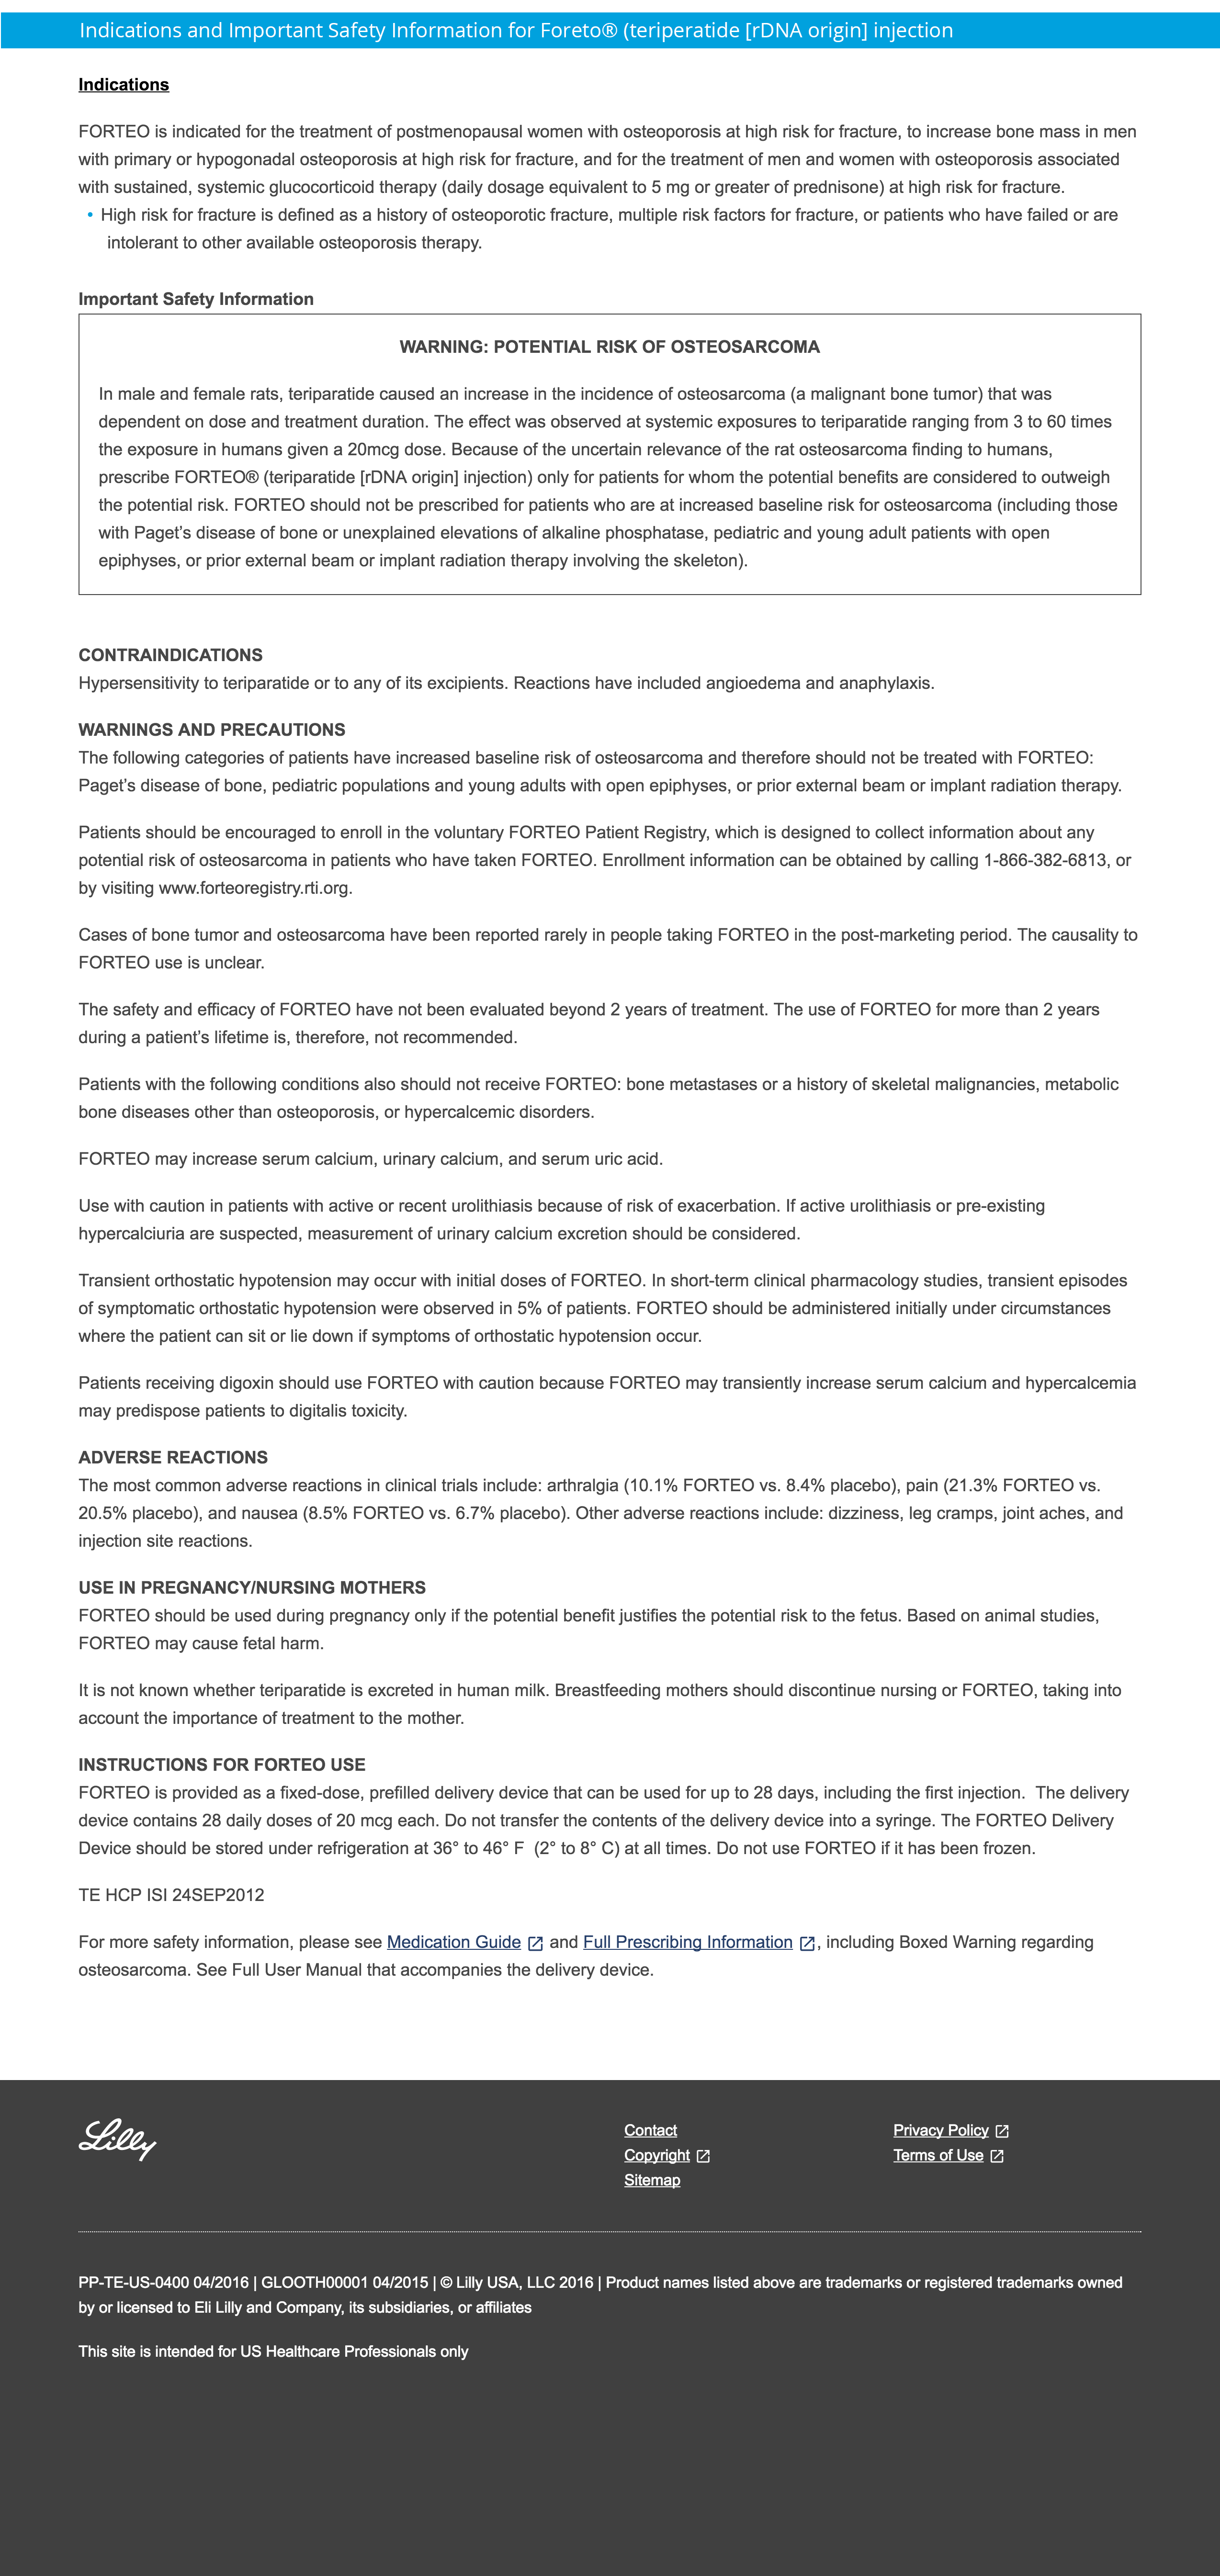 Indications and Important Safety Information for Foreto® (teriperatide [rDNA origin] injection
Indications
FORTEO is indicated for the treatment of postmenopausal women with osteoporosis at high risk for fracture, to increase bone mass in men
with primary or hypogonadal osteoporosis at high risk for fracture, and for the treatment of men and women with osteoporosis associated
with sustained, systemic glucocorticoid therapy (daily dosage equivalent to 5 mg or greater of prednisone) at high risk for fracture.
• High risk for fracture is defined as a history of osteoporotic fracture, multiple risk factors for fracture, or patients who have failed or are
intolerant to other available osteoporosis therapy.
Important Safety Information
WARNING: POTENTIAL RISK OF OSTEOSARCOMA
In male and female rats, teriparatide caused an increase in the incidence of osteosarcoma (a malignant bone tumor) that was
dependent on dose and treatment duration. The effect was observed at systemic exposures to teriparatide ranging from 3 to 60 times
the exposure in humans given a 20mcg dose. Because of the uncertain relevance of the rat osteosarcoma finding to humans,
prescribe FORTEO® (teriparatide [rDNA origin] injection) only for patients for whom the potential benefits are considered to outweigh
the potential risk. FORTEO should not be prescribed for patients who are at increased baseline risk for osteosarcoma (including those
with Paget's disease of bone or unexplained elevations of alkaline phosphatase, pediatric and young adult patients with open
epiphyses, or prior external beam or implant radiation therapy involving the skeleton).
CONTRAINDICATIONS
Hypersensitivity to teriparatide or to any of its excipients. Reactions have included angioedema and anaphylaxis.
WARNINGS AND PRECAUTIONS
The following categories of patients have increased baseline risk of osteosarcoma and therefore should not be treated with FORTEO:
Paget's disease of bone, pediatric populations and young adults with open epiphyses, or prior external beam or implant radiation therapy.
Patients should be encouraged to enroll in the voluntary FORTEO Patient Registry, which is designed to collect information about any
potential risk of osteosarcoma in patients who have taken FORTEO. Enrollment information can be obtained by calling 1-866-382-6813, or
by visiting www.forteoregistry.rti.org.
Cases of bone tumor and osteosarcoma have been reported rarely in people taking FORTEO in the post-marketing period. The causality to
FORTEO use is unclear.
The safety and efficacy of FORTEO have not been evaluated beyond 2 years of treatment. The use of FORTEO for more than 2 years
during a patient's lifetime is, therefore, not recommended.
Patients with the following conditions also should not receive FORTEO: bone metastases or a history of skeletal malignancies, metabolic
bone diseases other than osteoporosis, or hypercalcemic disorders.
FORTEO may increase serum calcium, urinary calcium, and serum uric acid.
Use with caution in patients with active or recent urolithiasis because of risk of exacerbation. If active urolithiasis or pre-existing
hypercalciuria are suspected, measurement of urinary calcium excretion should be considered.
Transient orthostatic hypotension may occur with initial doses of FORTEO. In short-term clinical pharmacology studies, transient episodes
of symptomatic orthostatic hypotension were observed in 5% of patients. FORTEO should be administered initially under circumstances
where the patient can sit or lie down if symptoms of orthostatic hypotension occur.
Patients receiving digoxin should use FORTEO with caution because FORTEO may transiently increase serum calcium and hypercalcemia
may predispose patients to digitalis toxicity.
ADVERSE REACTIONS
The most common adverse reactions in clinical trials include: arthralgia (10.1% FORTEO vs. 8.4% placebo), pain (21.3% FORTEO vs.
20.5% placebo), and nausea (8.5% FORTEO vs. 6.7% placebo). Other adverse reactions include: dizziness, leg cramps, joint aches, and
injection site reactions.
USE IN PREGNANCY/NURSING MOTHERS
FORTEO should be used during pregnancy only if the potential benefit justifies the potential risk to the fetus. Based on animal studies,
FORTEO may cause fetal harm.
It is not known whether teriparatide is excreted in human milk. Breastfeeding mothers should discontinue nursing or FORTEO, taking into
account the importance of treatment to the mother.
INSTRUCTIONS FOR FORTEO USE
FORTEO is provided as a fixed-dose, prefilled delivery device that can be used for up to 28 days, including the first injection. The delivery
device contains 28 daily doses of 20 mcg each. Do not transfer the contents of the delivery device into a syringe. The FORTEO Delivery
Device should be stored under refrigeration at 36° to 46° F (2° to 8° C) at all times. Do not use FORTEO if it has been frozen.
TE HCP ISI 24SEP2012
For more safety information, please see Medication Guide and Full Prescribing Information, including Boxed Warning regarding
osteosarcoma. See Full User Manual that accompanies the delivery device.
Lilly
Contact
Copyright
Sitemap
Privacy Policy
Terms of Use
PP-TE-US-0400 04/2016 | GLOOTH00001 04/2015 | © Lilly USA, LLC 2016 | Product names listed above are trademarks or registered trademarks owned
by or licensed to Eli Lilly and Company, its subsidiaries, or affiliates
This site is intended for US Healthcare Professionals only